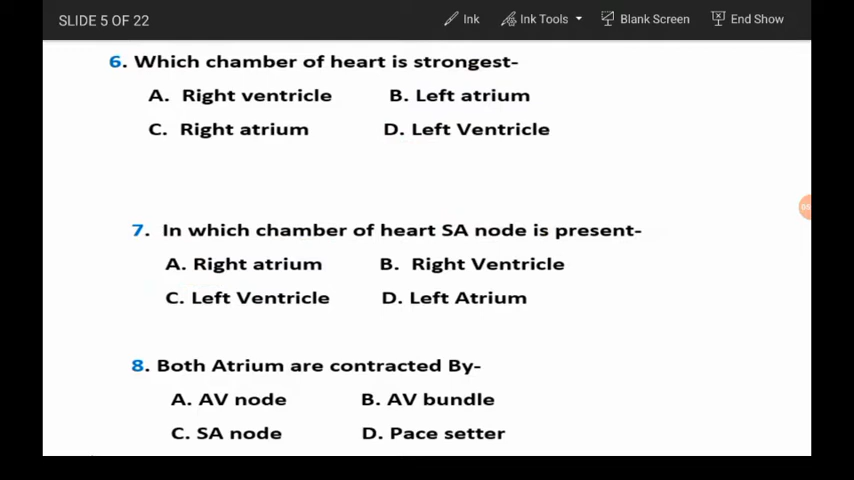 SLIDE 5 OF 22 Ink Ink Tools Blank Screen End Show
6. Which chamber of heart is strongest-
A. Right ventricle B. Left atrium
C. Right atrium D. Left Ventricle
7. In which chamber of heart SA node is present-
A. Right atrium B. Right Ventricle
C. Left Ventricle D. Left Atrium
8. Both Atrium are contracted By-
A. AV node B. AV bundle
C. SA node D. Pace setter